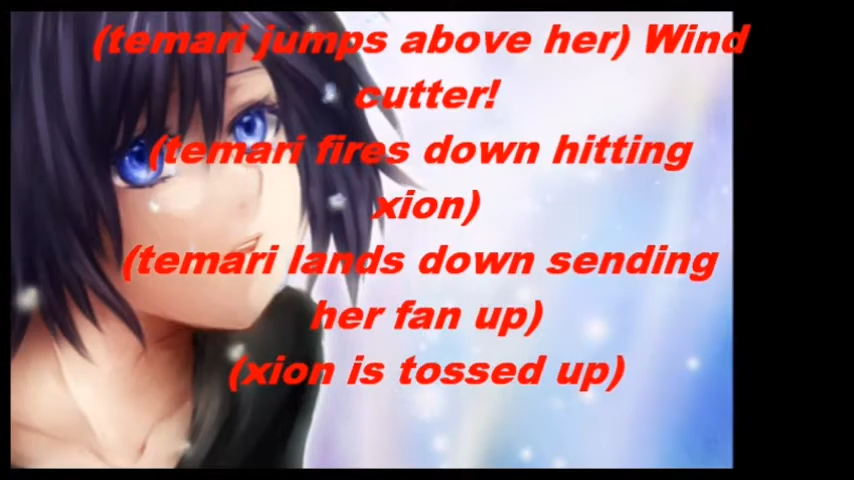 (temari jumps above her) Wind
cutter!
(temari fires down hitting
xion)
(temari lands down sending
her fan up)
(xion is tossed up)